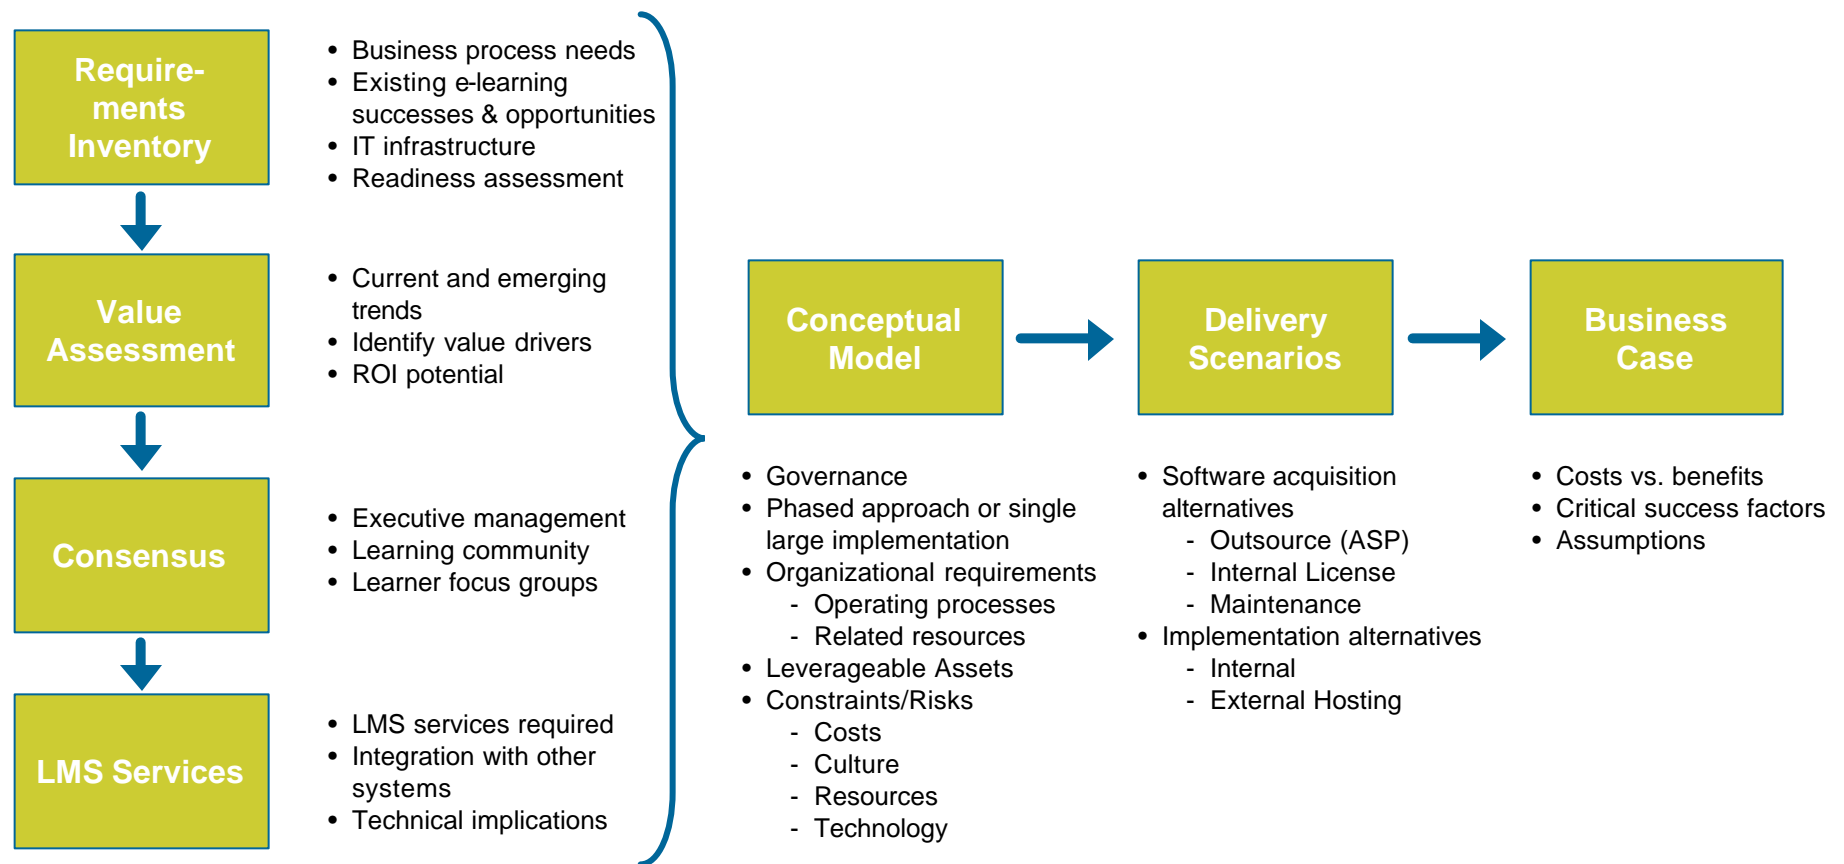 Require-
ments
Inventory
• Business process needs
• Existing e-learning
successes & opportunities
• IT infrastructure
• Readiness assessment
Value
Assessment
• Current and emerging
trends
• Identify value drivers
• ROI potential
Consensus
• Executive management
• Learning community
• Learner focus groups
LMS Services
• LMS services required
• Integration with other
systems
• Technical implications
Conceptual
Model
• Governance
• Phased approach or single
large implementation
• Organizational requirements
- Operating processes
- Related resources
• Leverageable Assets
• Constraints/Risks
- Costs
- Culture
- Resources
- Technology
Delivery
Scenarios
• Software acquisition
alternatives
- Outsource (ASP)
- Internal License
- Maintenance
• Implementation alternatives
- Internal
- External Hosting
Business
Case
• Costs vs. benefits
• Critical success factors
• Assumptions